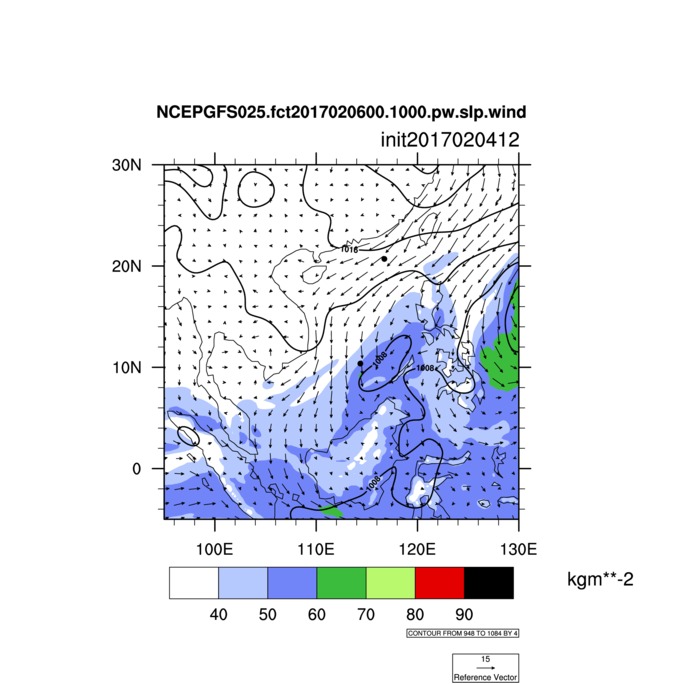 NCEPGFS025.fct2017020600.1000.pw.slp.wind
init2017020412
30N
20N
10N
0
1016
1008
1008
1008
100E
110E
120E
130E
kgm**-2
40
50
60
70
80
90
CONTOUR FROM 948 TO 1084 BY 4
15
Reference Vector